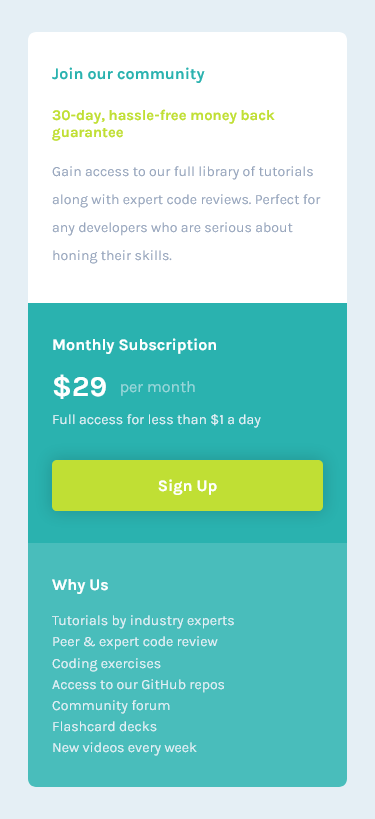 Join our community
30-day, hassle-free money back
guarantee
Gain access to our full library of tutorials
along with expert code reviews. Perfect for
any developers who are serious about
honing their skills.
Monthly Subscription
$29 per month
Full access for less than $1 a day
Sign Up
Why Us
Tutorials by industry experts
Peer & expert code review
Coding exercises
Access to our GitHub repos
Community forum
Flashcard decks
New videos every week